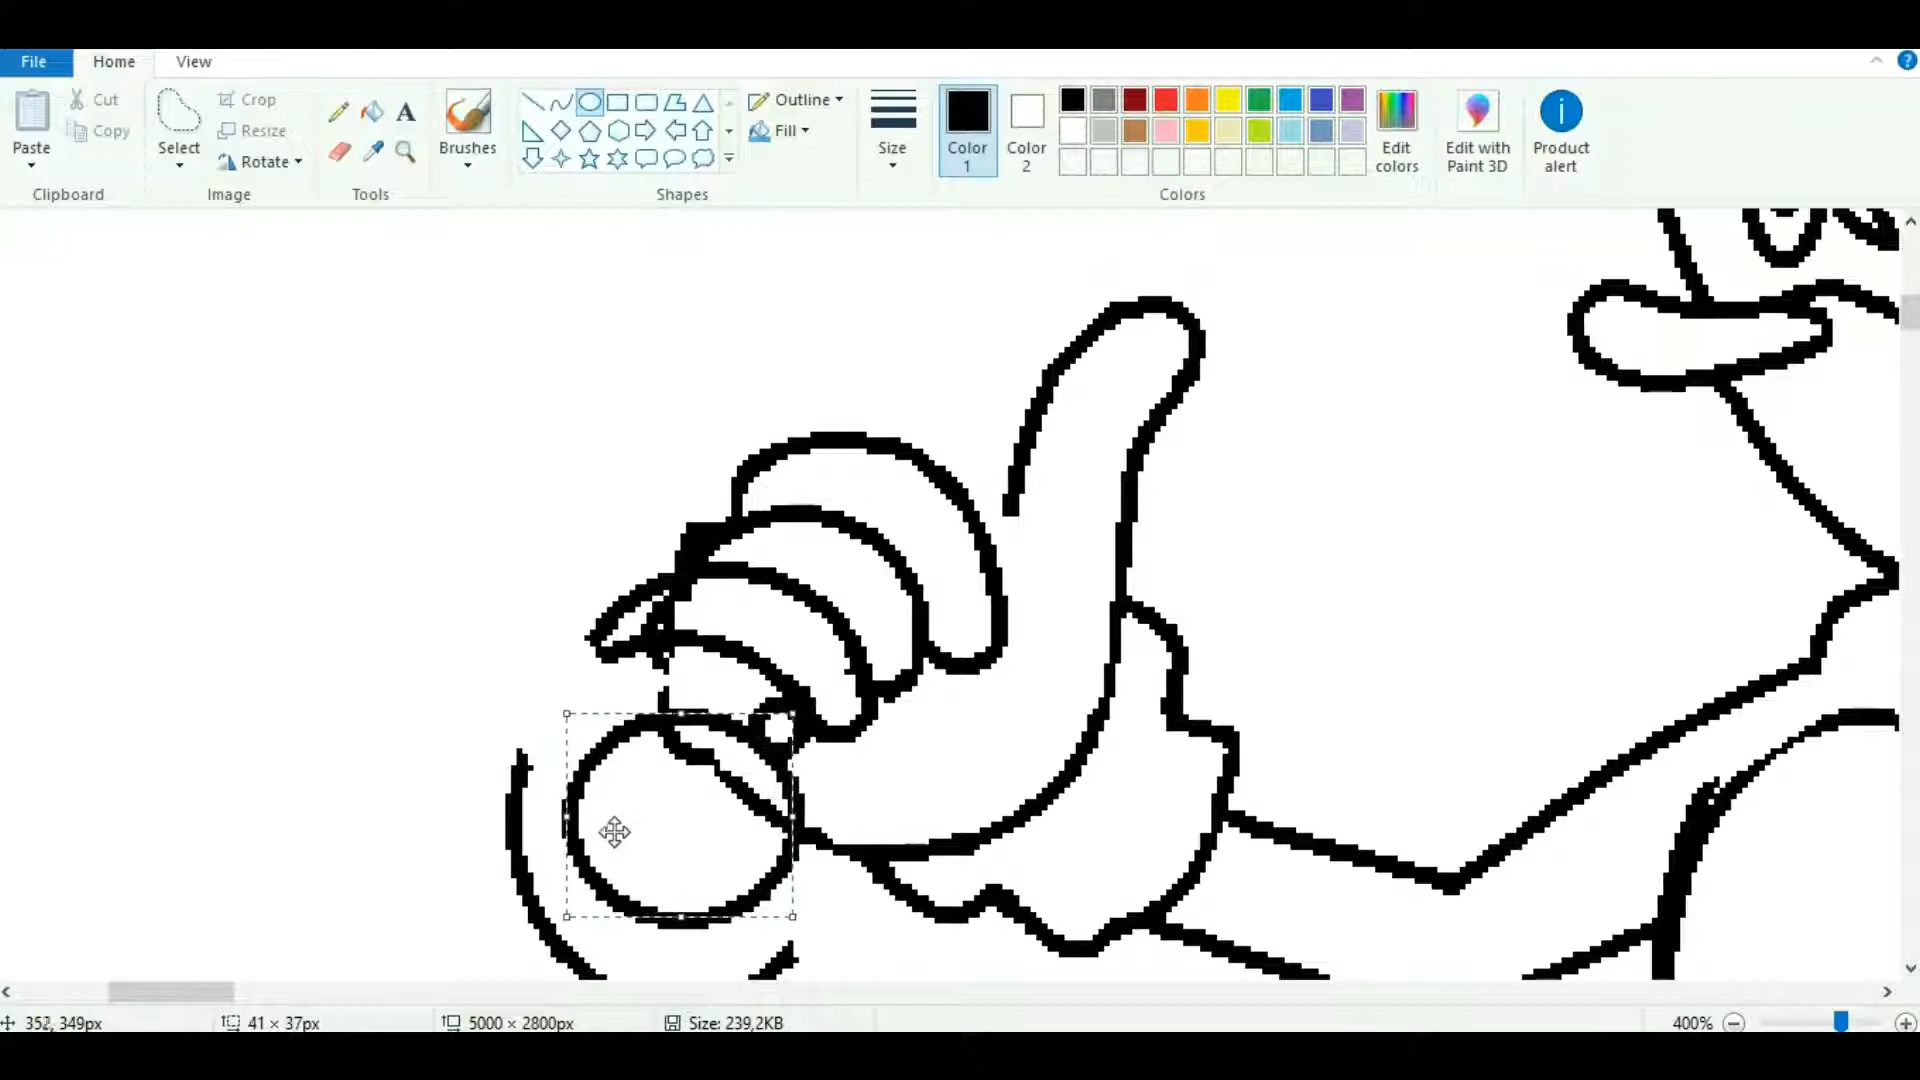 File Home View
Paste
Cut
Copy
Clipboard
Select
Crop
Resize
Rotate
Image
A
Tools
Brushes
Shapes
Outline
Fill
Size
Color 1
Color 2
Edit colors
Colors
Edit with Paint 3D
Product alert
352, 349px 41 × 37px 5000 × 2800px Size: 239,2KB 400%